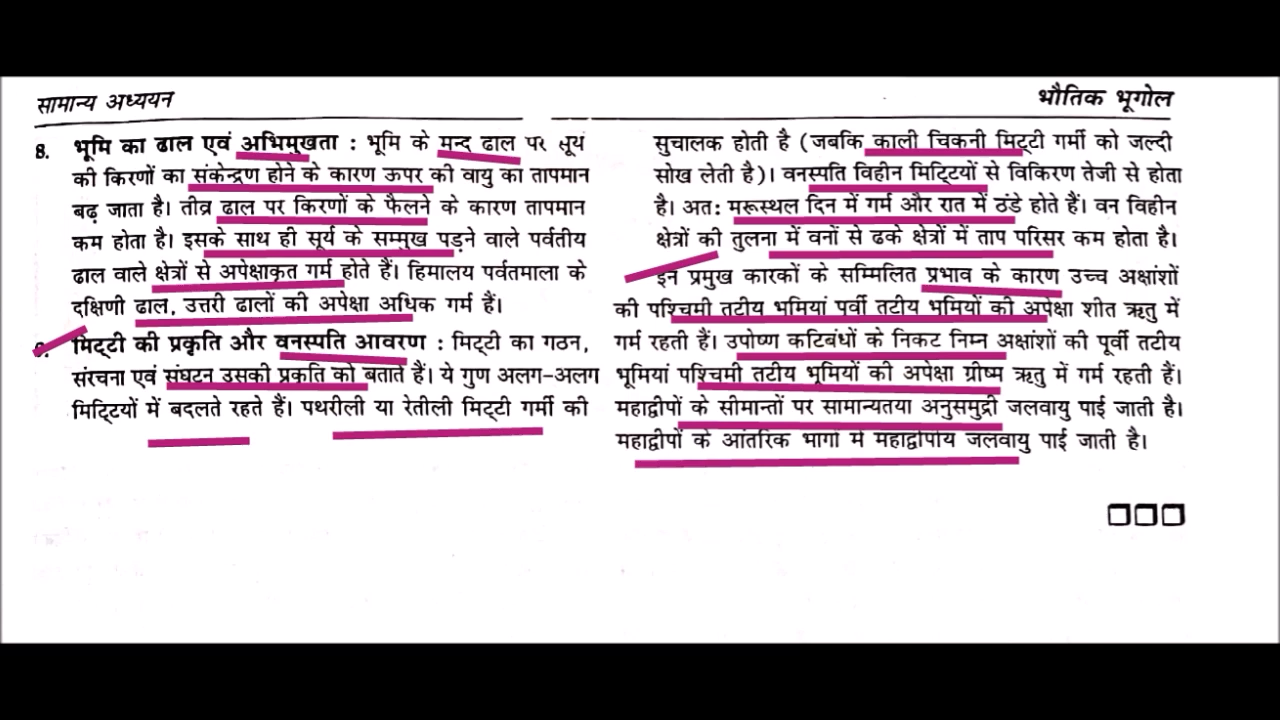 सामान्य अध्ययन
भौतिक भूगोल
8. भूमि का ढाल एवं अभिमुखता : भूमि के मन्द ढाल पर सूर्य
की किरणों का संकेन्द्रण होने के कारण ऊपर की वायु का तापमान
बढ़ जाता है। तीव्र ढाल पर किरणों के फैलने के कारण तापमान
कम होता है। इसके साथ ही सूर्य के सम्मुख पड़ने वाले पर्वतीय
ढाल वाले क्षेत्रों से अपेक्षाकृत गर्म होते हैं। हिमालय पर्वतमाला के
दक्षिणी ढाल, उत्तरी ढालों की अपेक्षा अधिक गर्म हैं।
मिट्टी की प्रकृति और वनस्पति आवरण : मिट्टी का गठन,
संरचना एवं संघटन उसकी प्रकति को बताते हैं। ये गुण अलग-अलग
मिट्टियों में बदलते रहते हैं। पथरीली या रेतीली मिट्टी गर्मी की
सुचालक होती है (जबकि काली चिकनी मिट्टी गर्मी को जल्दी
सोख लेती है)। वनस्पति विहीन मिट्टियों से विकिरण तेजी से होता
है। अत: मरूस्थल दिन में गर्म और रात में ठंडे होते हैं। वन विहीन
क्षेत्रों की तुलना में वनों से ढके क्षेत्रों में ताप परिसर कम होता है।
इन प्रमुख कारकों के सम्मिलित प्रभाव के कारण उच्च अक्षांशों
की पश्चिमी तटीय भूमियां पूर्वी तटीय भूमियों की अपेक्षा शीत ऋतु में
गर्म रहती हैं। उपोष्ण कटिबंधों के निकट निम्न अक्षांशों की पूर्वी तटीय
भूमियां पश्चिमी तटीय भूमियों की अपेक्षा ग्रीष्म ऋतु में गर्म रहती हैं।
महाद्वीपों के सीमान्तों पर सामान्यतया अनुसमुद्री जलवायु पाई जाती है।
महाद्वीपों के आंतरिक भागों में महाद्वीपीय जलवायु पाई जाती है।